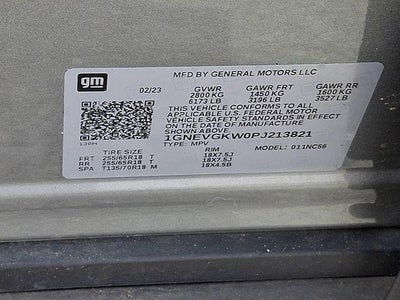 gm
MFD BY GENERAL MOTORS LLC
02/23 GVWR GAWR FRT GAWR RR
2800 KG 1450 KG 1600 KG
6173 LB 3196 LB 3527 LB
THIS VEHICLE CONFORMS TO ALL
APPLICABLE U.S. FEDERAL MOTOR
VEHICLE SAFETY STANDARDS IN EFFECT
ON THE DATE OF MANUFACTURE
SHOWN ABOVE.
1GNEVGKW0PJ213821
TYPE: MPV MODEL: 011NC56
130H
TIRE SIZE RIM
FRT 255/65R18 T 18X7.5J
RR 255/65R18 T 18X7.5J
SPA T135/70R18 M 18X4.5B